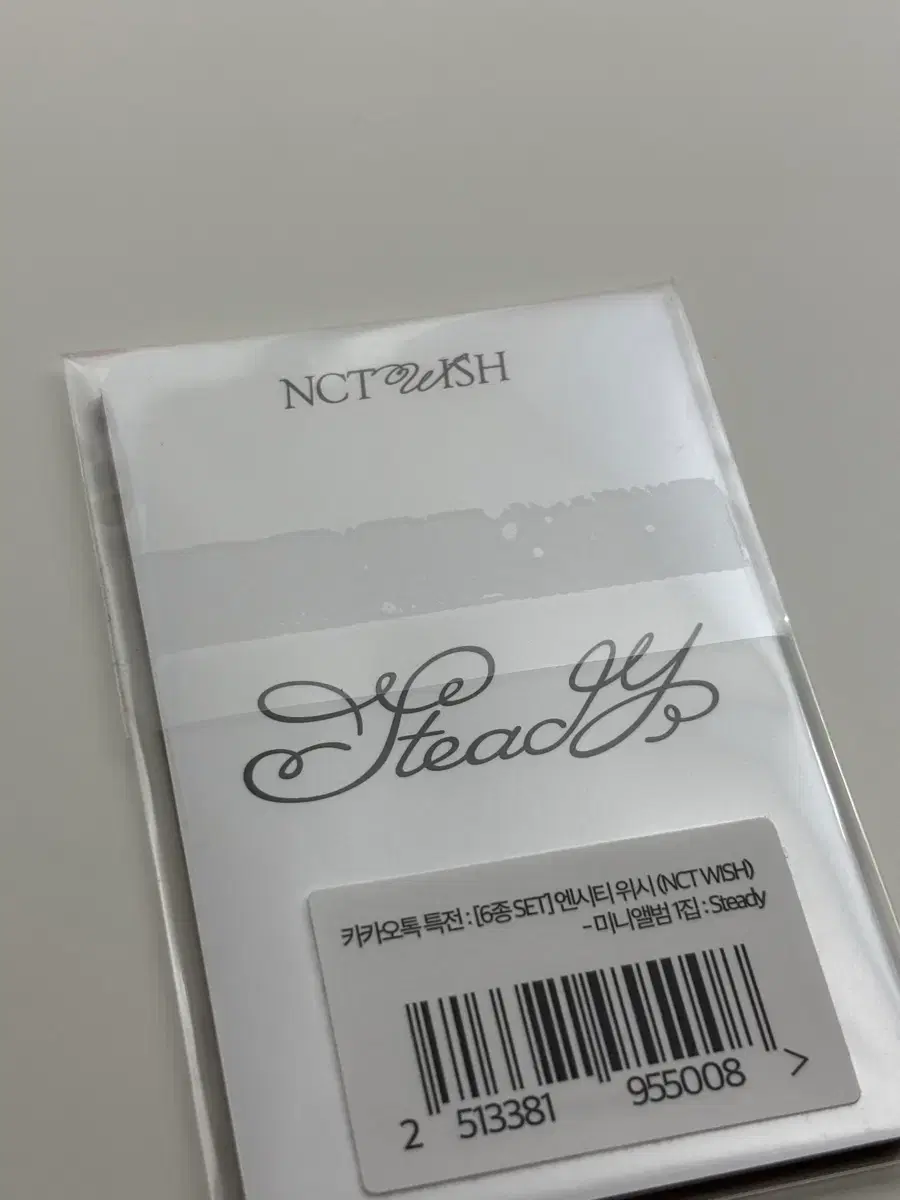 NCT WISH
Steady
카카오톡 특전 : [6종 SET] 엔시티 위시 (NCT WISH)
- 미니앨범 1집 : Steady
2 513381 955008 >